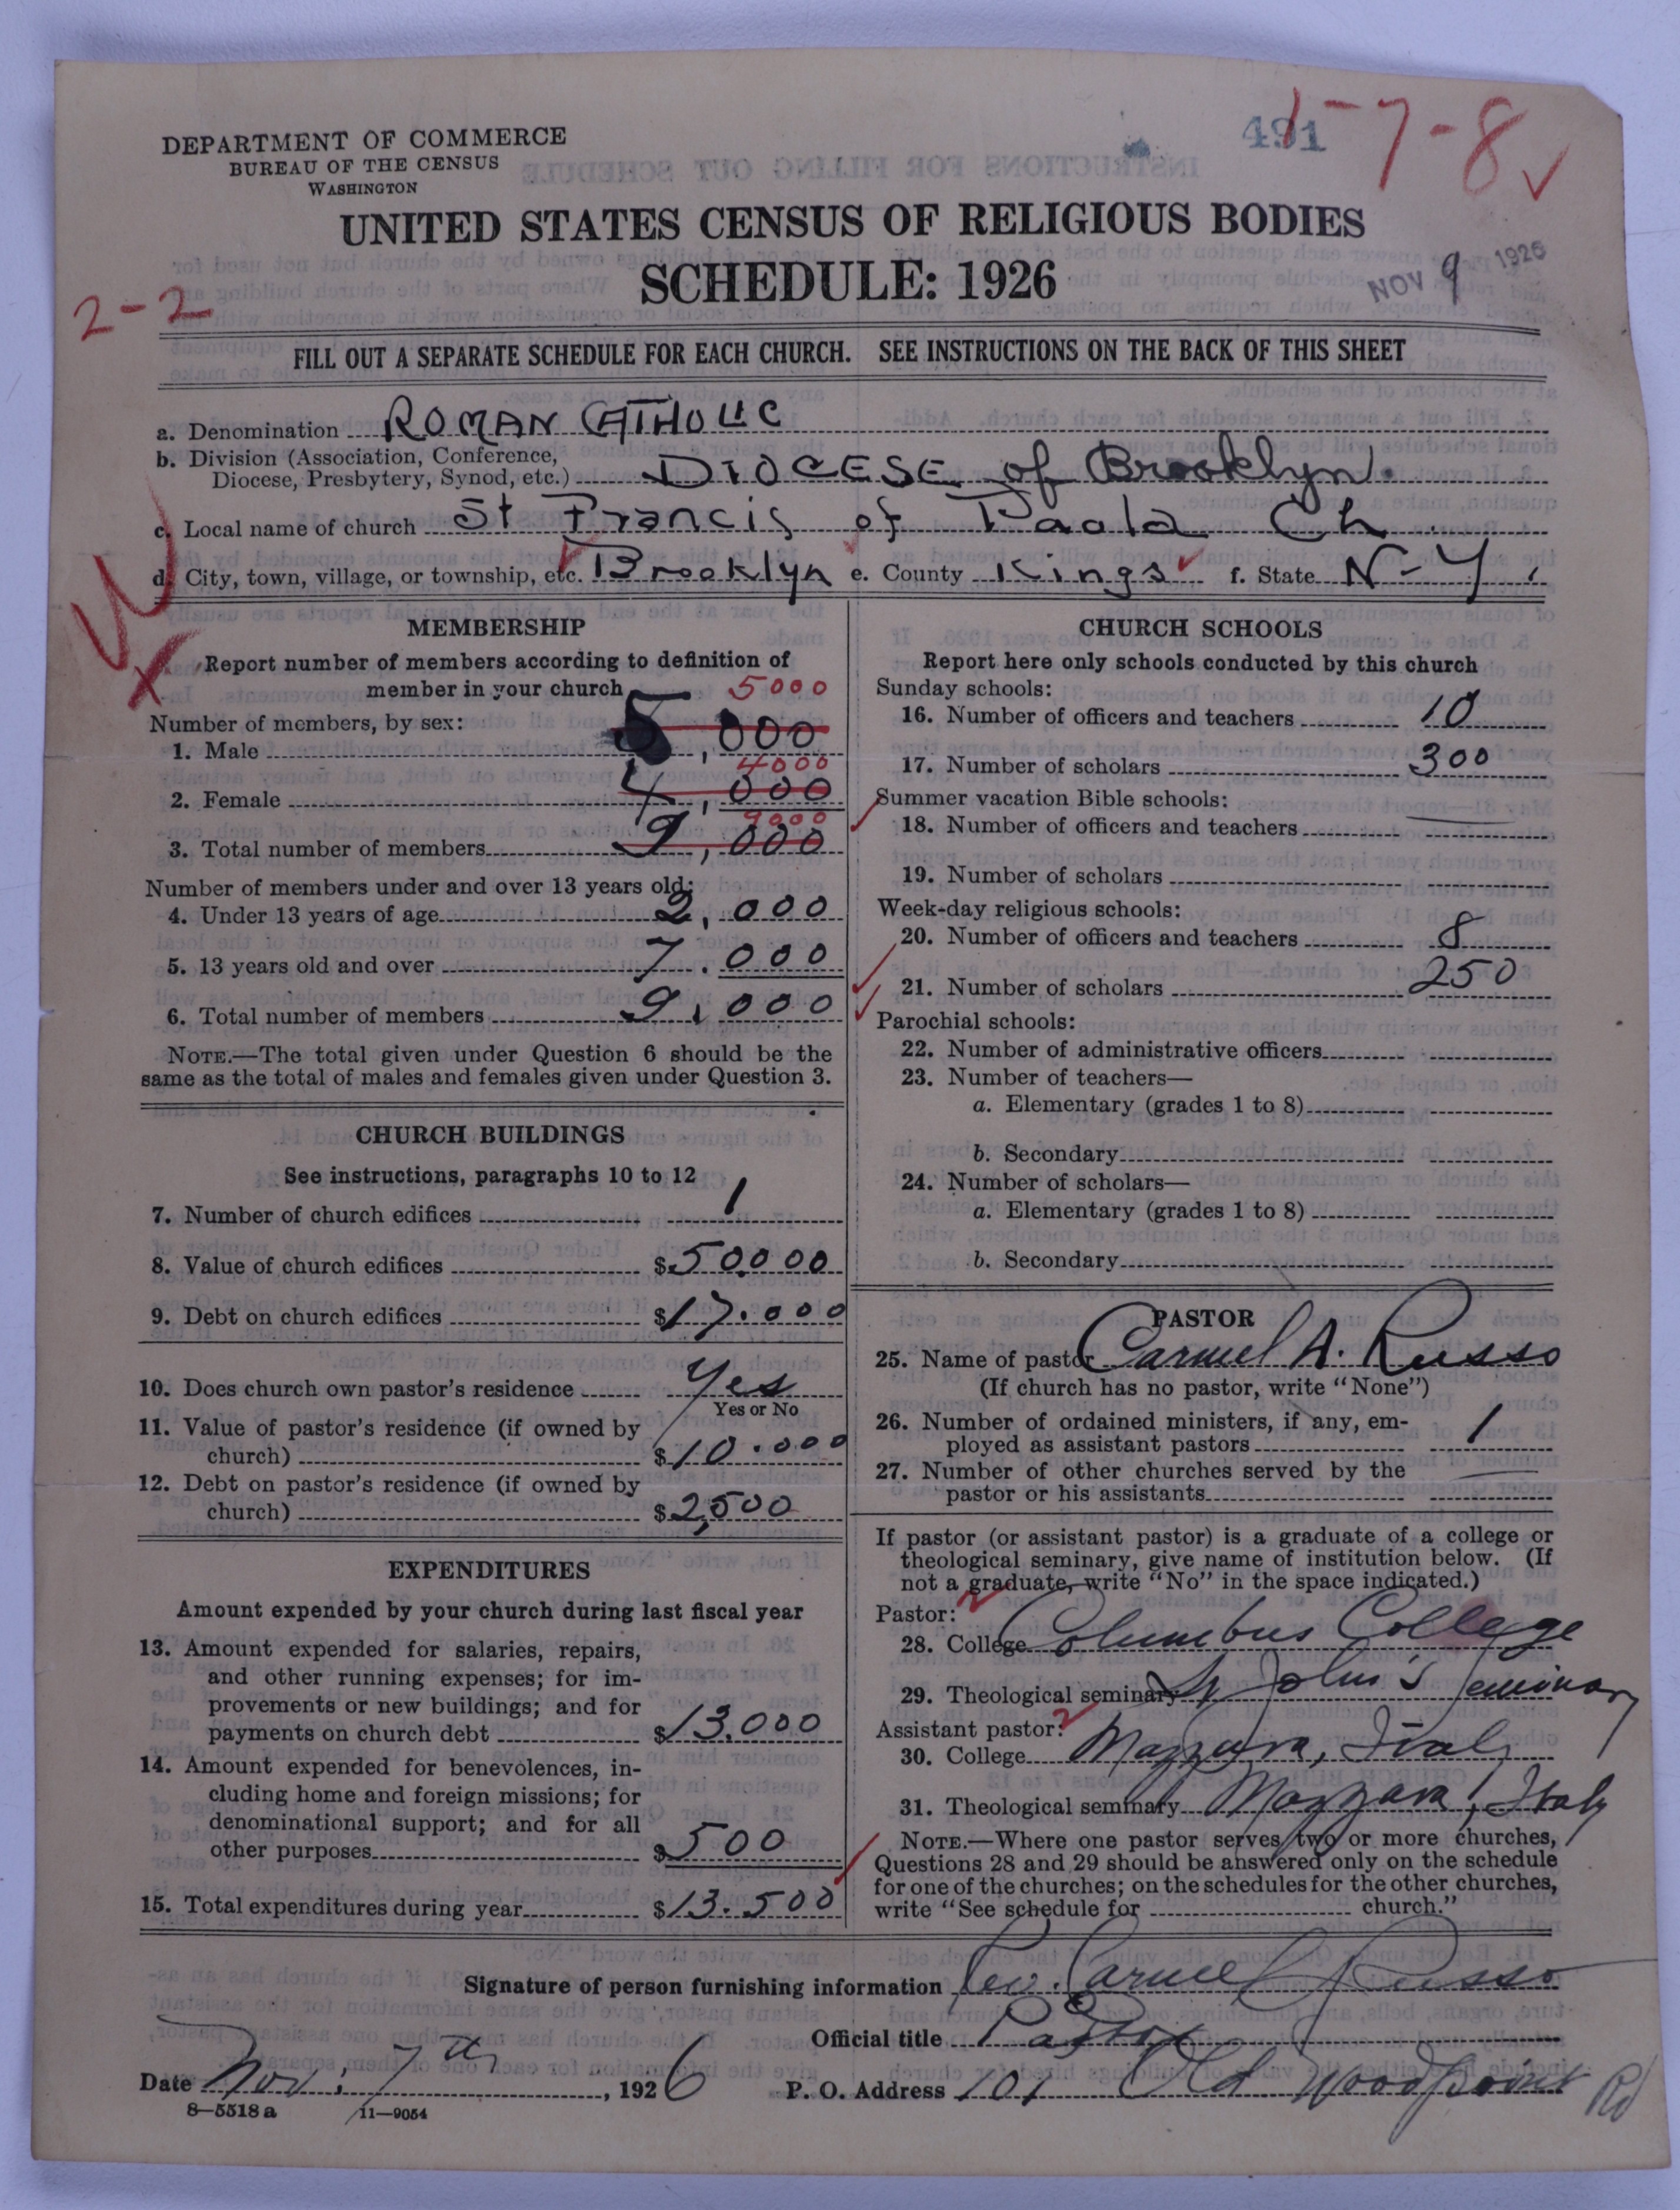 DEPARTMENT OF COMMERCE
BUREAU OF THE CENSUS
WASHINGTON
491
1-7-8
UNITED STATES CENSUS OF RELIGIOUS BODIES
SCHEDULE: 1926
NOV 9 1926
2-2
FILL OUT A SEPARATE SCHEDULE FOR EACH CHURCH. SEE INSTRUCTIONS ON THE BACK OF THIS SHEET
a. Denomination ROMAN CATHOLIC
b. Division (Association, Conference,
Diocese, Presbytery, Synod, etc.) DIOCESE of Brooklyn.
c. Local name of church St Francis of Paola Ch.
d. City, town, village, or township, etc. Brooklyn e. County Kings f. State N-Y.
MEMBERSHIP
Report number of members according to definition of
member in your church
5000
Number of members, by sex:
1. Male 5,000
4000
2. Female 4,000
9000
3. Total number of members 9,000
Number of members under and over 13 years old:
4. Under 13 years of age 2,000
5. 13 years old and over 7.000
6. Total number of members 9,000
NOTE.—The total given under Question 6 should be the
same as the total of males and females given under Question 3.
CHURCH BUILDINGS
See instructions, paragraphs 10 to 12
7. Number of church edifices 1
8. Value of church edifices $50.000
9. Debt on church edifices $17.000
10. Does church own pastor's residence Yes
Yes or No
11. Value of pastor's residence (if owned by
church) $10.000
12. Debt on pastor's residence (if owned by
church) $2,500
EXPENDITURES
Amount expended by your church during last fiscal year
13. Amount expended for salaries, repairs,
and other running expenses; for im-
provements or new buildings; and for
payments on church debt $13.000
14. Amount expended for benevolences, in-
cluding home and foreign missions; for
denominational support; and for all
other purposes $500
15. Total expenditures during year $13.500
CHURCH SCHOOLS
Report here only schools conducted by this church
Sunday schools:
16. Number of officers and teachers 10
17. Number of scholars 300
Summer vacation Bible schools:
18. Number of officers and teachers
19. Number of scholars
Week-day religious schools:
20. Number of officers and teachers 8
21. Number of scholars 250
Parochial schools:
22. Number of administrative officers
23. Number of teachers—
a. Elementary (grades 1 to 8)
b. Secondary
24. Number of scholars—
a. Elementary (grades 1 to 8)
b. Secondary
PASTOR
25. Name of pastor Carmel A. Russo
(If church has no pastor, write "None")
26. Number of ordained ministers, if any, em-
ployed as assistant pastors 1
27. Number of other churches served by the
pastor or his assistants
If pastor (or assistant pastor) is a graduate of a college or
theological seminary, give name of institution below. (If
not a graduate, write "No" in the space indicated.)
Pastor:
28. College Columbus College
29. Theological seminary St John's Seminary
Assistant pastor:
30. College Mazzara, Italy
31. Theological seminary Mazzara, Italy
NOTE.—Where one pastor serves two or more churches,
Questions 28 and 29 should be answered only on the schedule
for one of the churches; on the schedules for the other churches,
write "See schedule for church."
Signature of person furnishing information Rev. Carmel A Russo
Official title Pastor
Date Nov. 7th, 1926 P. O. Address 101 Old Woodpoint Rd
8—5518 a 11—9054